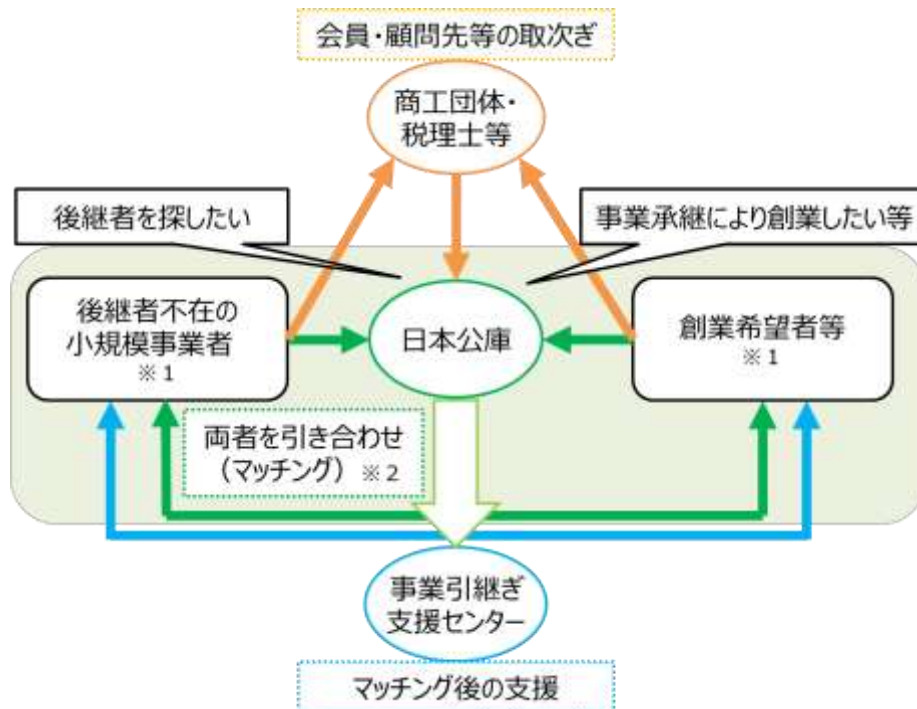 会員・顧問先等の取次ぎ
商工団体・
税理士等
後継者を探したい
事業承継により創業したい等
後継者不在の
小規模事業者
※1
日本公庫
創業希望者等
※1
両者を引き合わせ
(マッチング) ※2
事業引継ぎ
支援センター
マッチング後の支援